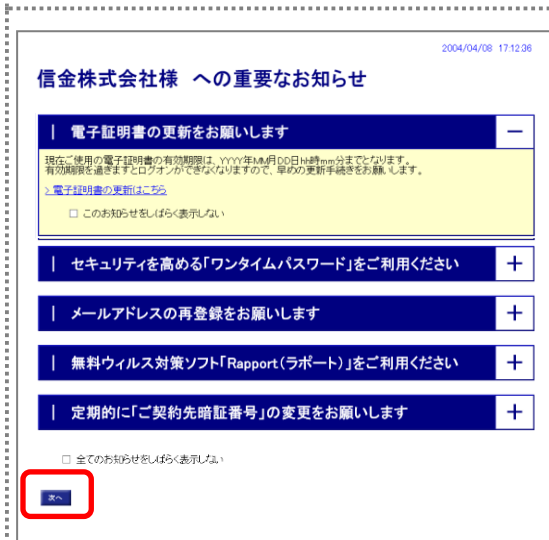 2004/04/08 17:12:36
信金株式会社様 への重要なお知らせ
電子証明書の更新をお願いします
現在ご使用の電子証明書の有効期限は、YYYY年MM月DD日hh時mm分までとなります。
有効期限を過ぎますとログオンができなくなりますので、早めの更新手続きをお願いします。
> 電子証明書の更新はこちら
このお知らせをしばらく表示しない
セキュリティを高める「ワンタイムパスワード」をご利用ください
メールアドレスの再登録をお願いします
無料ウィルス対策ソフト「Rapport(ラポート)」をご利用ください
定期的に「ご契約先暗証番号」の変更をお願いします
全てのお知らせをしばらく表示しない
次へ